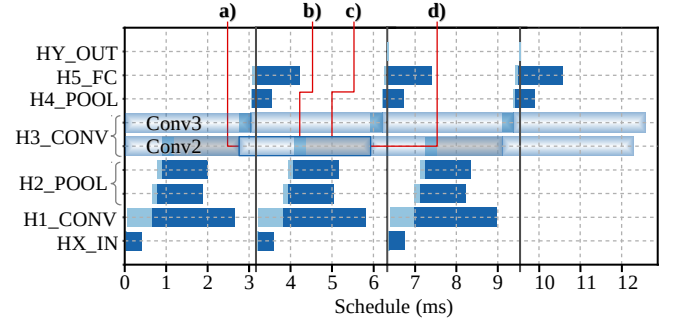 a) b) c) d)
HY_OUT
H5_FC
H4_POOL
Conv3
H3_CONV
Conv2
H2_POOL
H1_CONV
HX_IN
0 1 2 3 4 5 6 7 8 9 10 11 12
Schedule (ms)